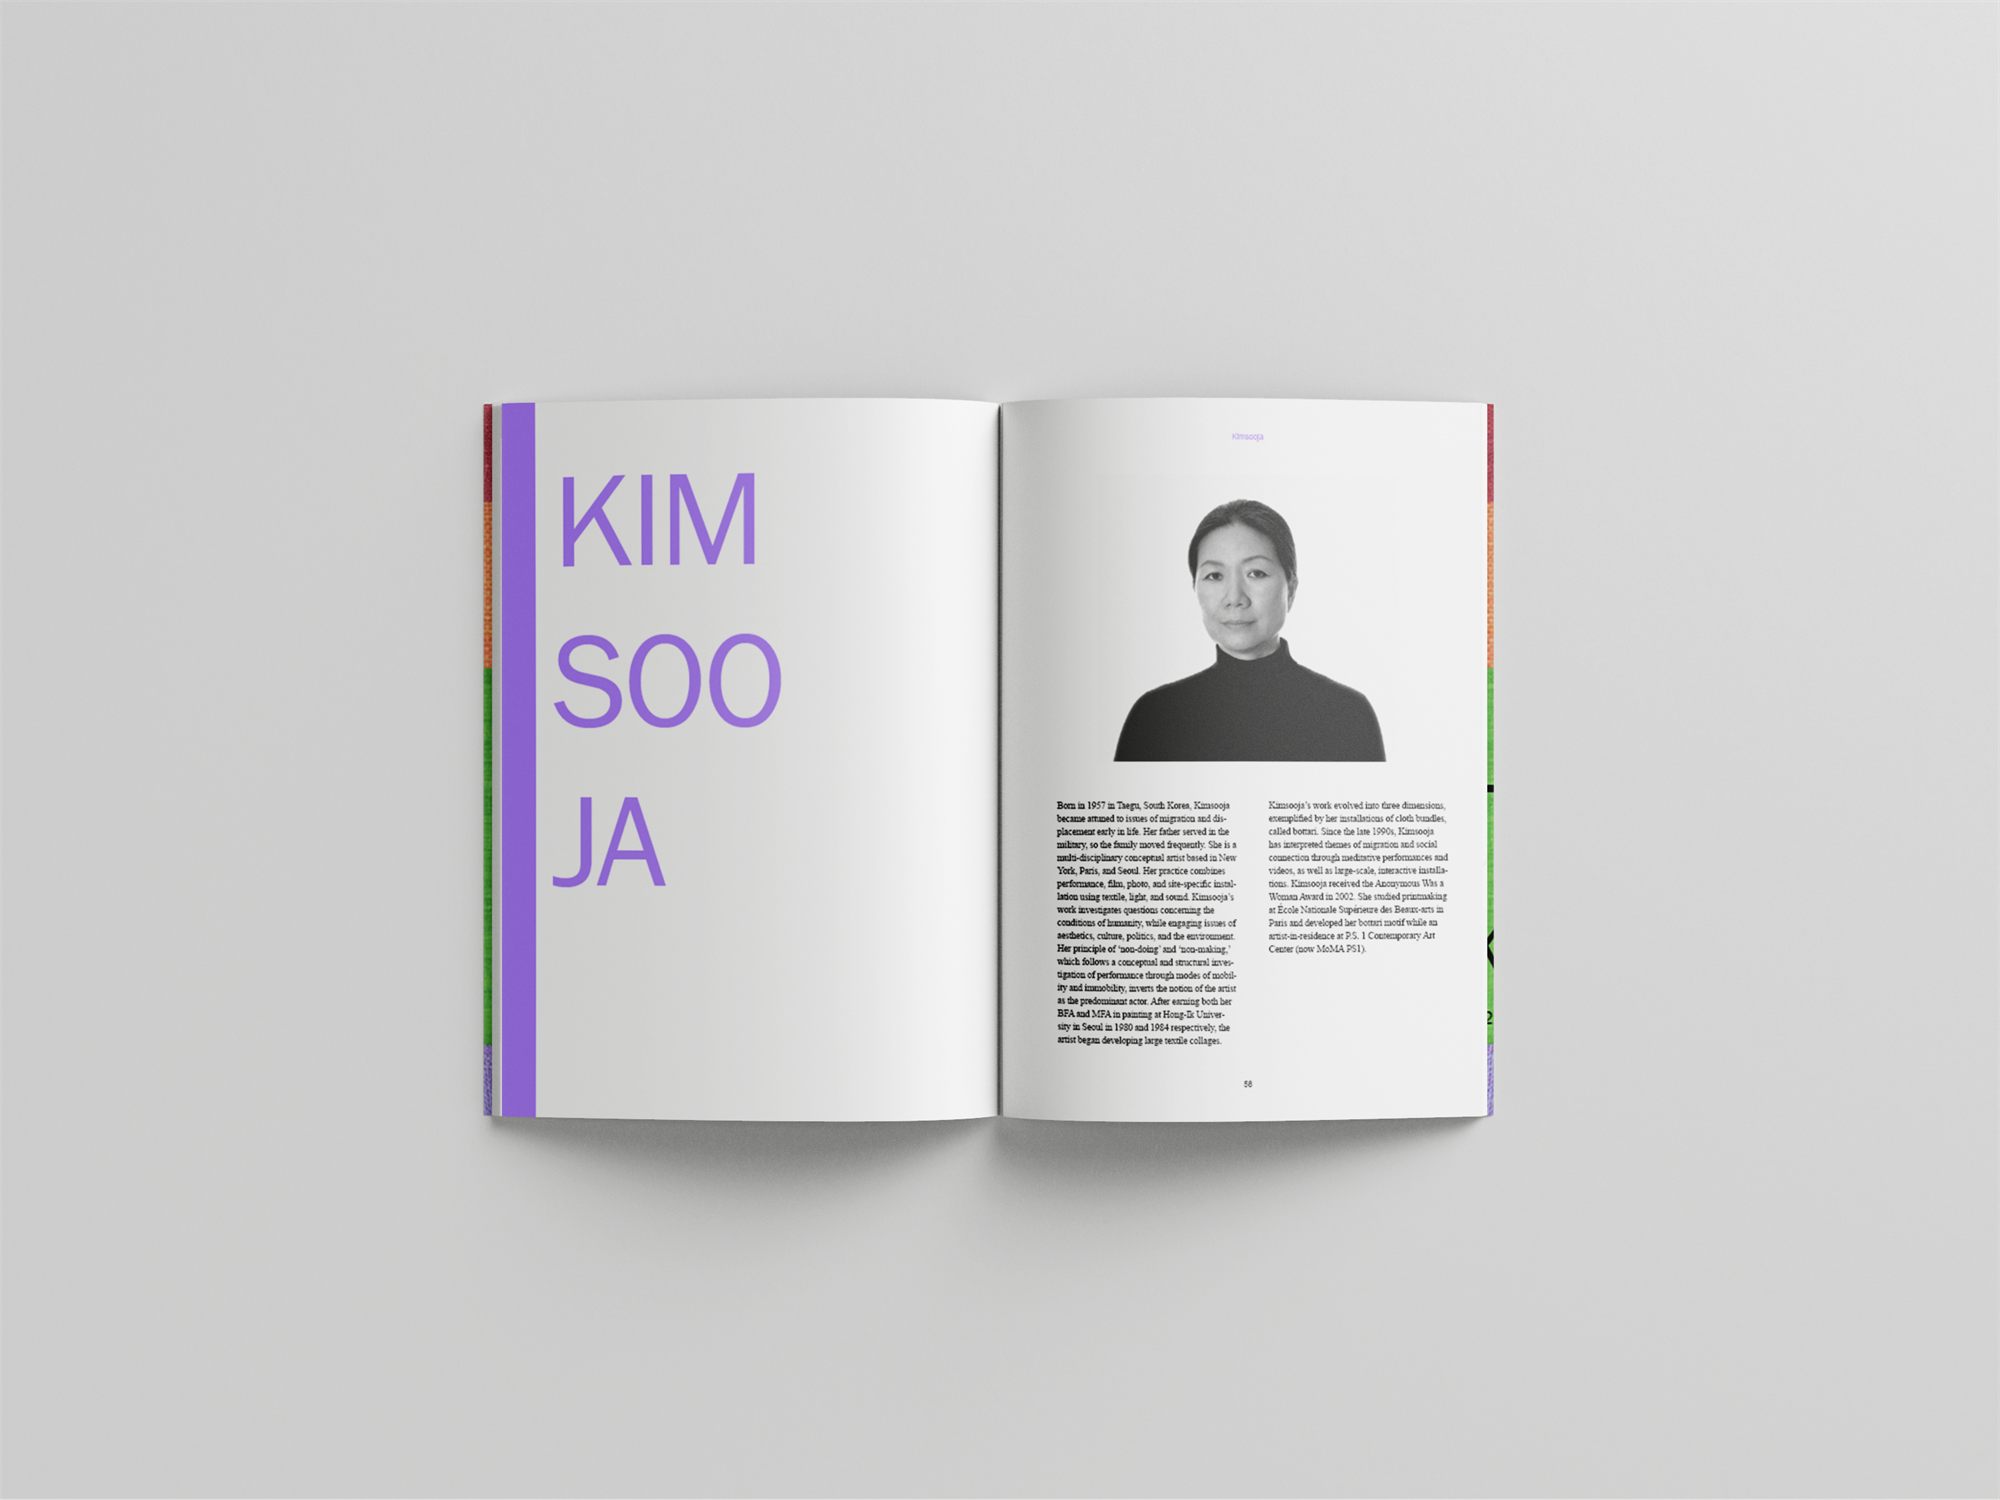 KIM
SOO
JA
Kimsooja
Born in 1957 in Taegu, South Korea, Kimsooja
became attuned to issues of migration and dis-
placement early in life. Her father served in the
military, so the family moved frequently. She is a
multi-disciplinary conceptual artist based in New
York, Paris, and Seoul. Her practice combines
performance, film, photo, and site-specific instal-
lation using textile, light, and sound. Kimsooja's
work investigates questions concerning the
conditions of humanity, while engaging issues of
aesthetics, culture, politics, and the environment.
Her principle of 'non-doing' and 'non-making,'
which follows a conceptual and structural inves-
tigation of performance through modes of mobil-
ity and immobility, inverts the notion of the artist
as the predominant actor. After earning both her
BFA and MFA in painting at Hong-Ik Univer-
sity in Seoul in 1980 and 1984 respectively, the
artist began developing large textile collages.
Kimsooja's work evolved into three dimensions,
exemplified by her installations of cloth bundles,
called bottari. Since the late 1990s, Kimsooja
has interpreted themes of migration and social
connection through meditative performances and
videos, as well as large-scale, interactive installa-
tions. Kimsooja received the Anonymous Was a
Woman Award in 2002. She studied printmaking
at École Nationale Supérieure des Beaux-arts in
Paris and developed her bottari motif while an
artist-in-residence at P.S. 1 Contemporary Art
Center (now MoMA PS1).
58
2